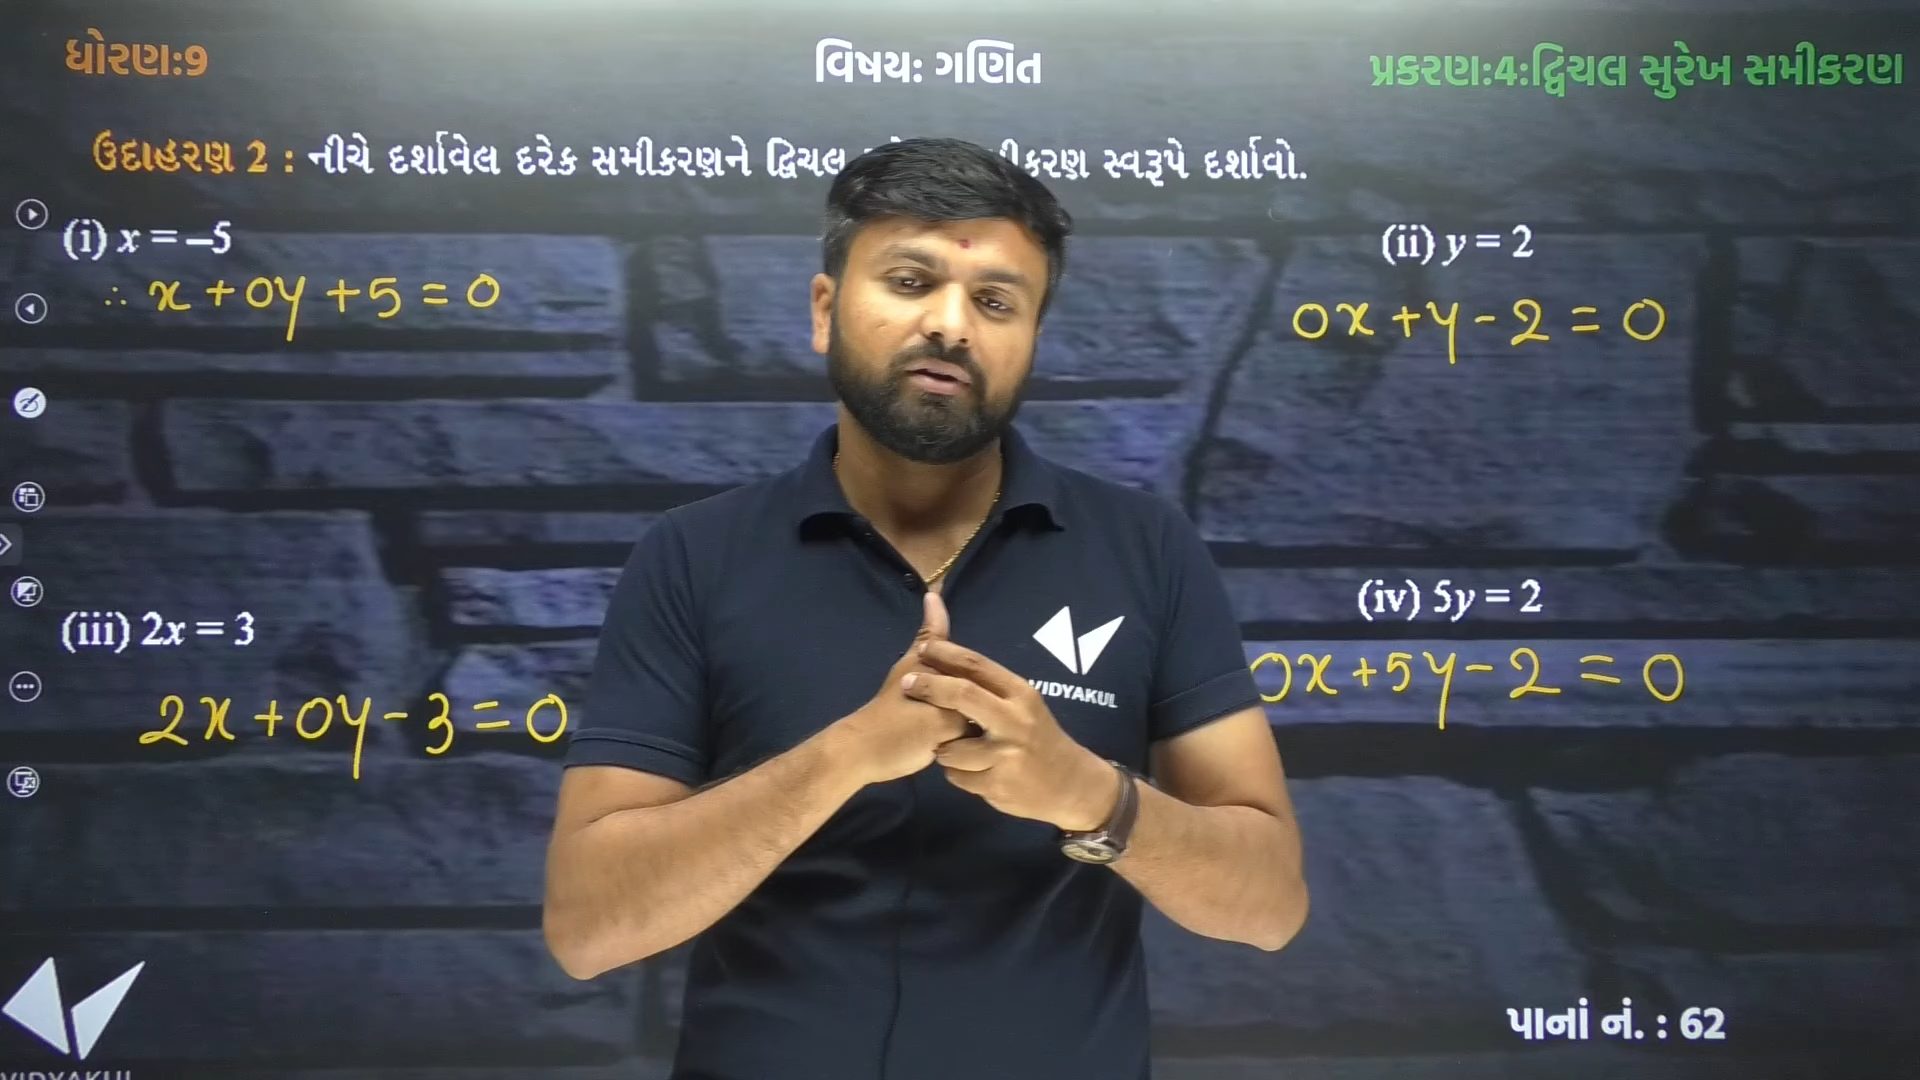 ધોરણ:9
વિષય: ગણિત
પ્રકરણ:4:દ્વિચલ સુરેખ સમીકરણ
ઉદાહરણ 2 : નીચે દર્શાવેલ દરેક સમીકરણને દ્વિચલ સ્વરૂપે દર્શાવો.
(i) x = –5
∴ x + 0y + 5 = 0
(ii) y = 2
0x + y - 2 = 0
(iii) 2x = 3
2x + 0y - 3 = 0
(iv) 5y = 2
0x + 5y - 2 = 0
VIDYAKUL
VIDYAKUL
પાનાં નં. : 62